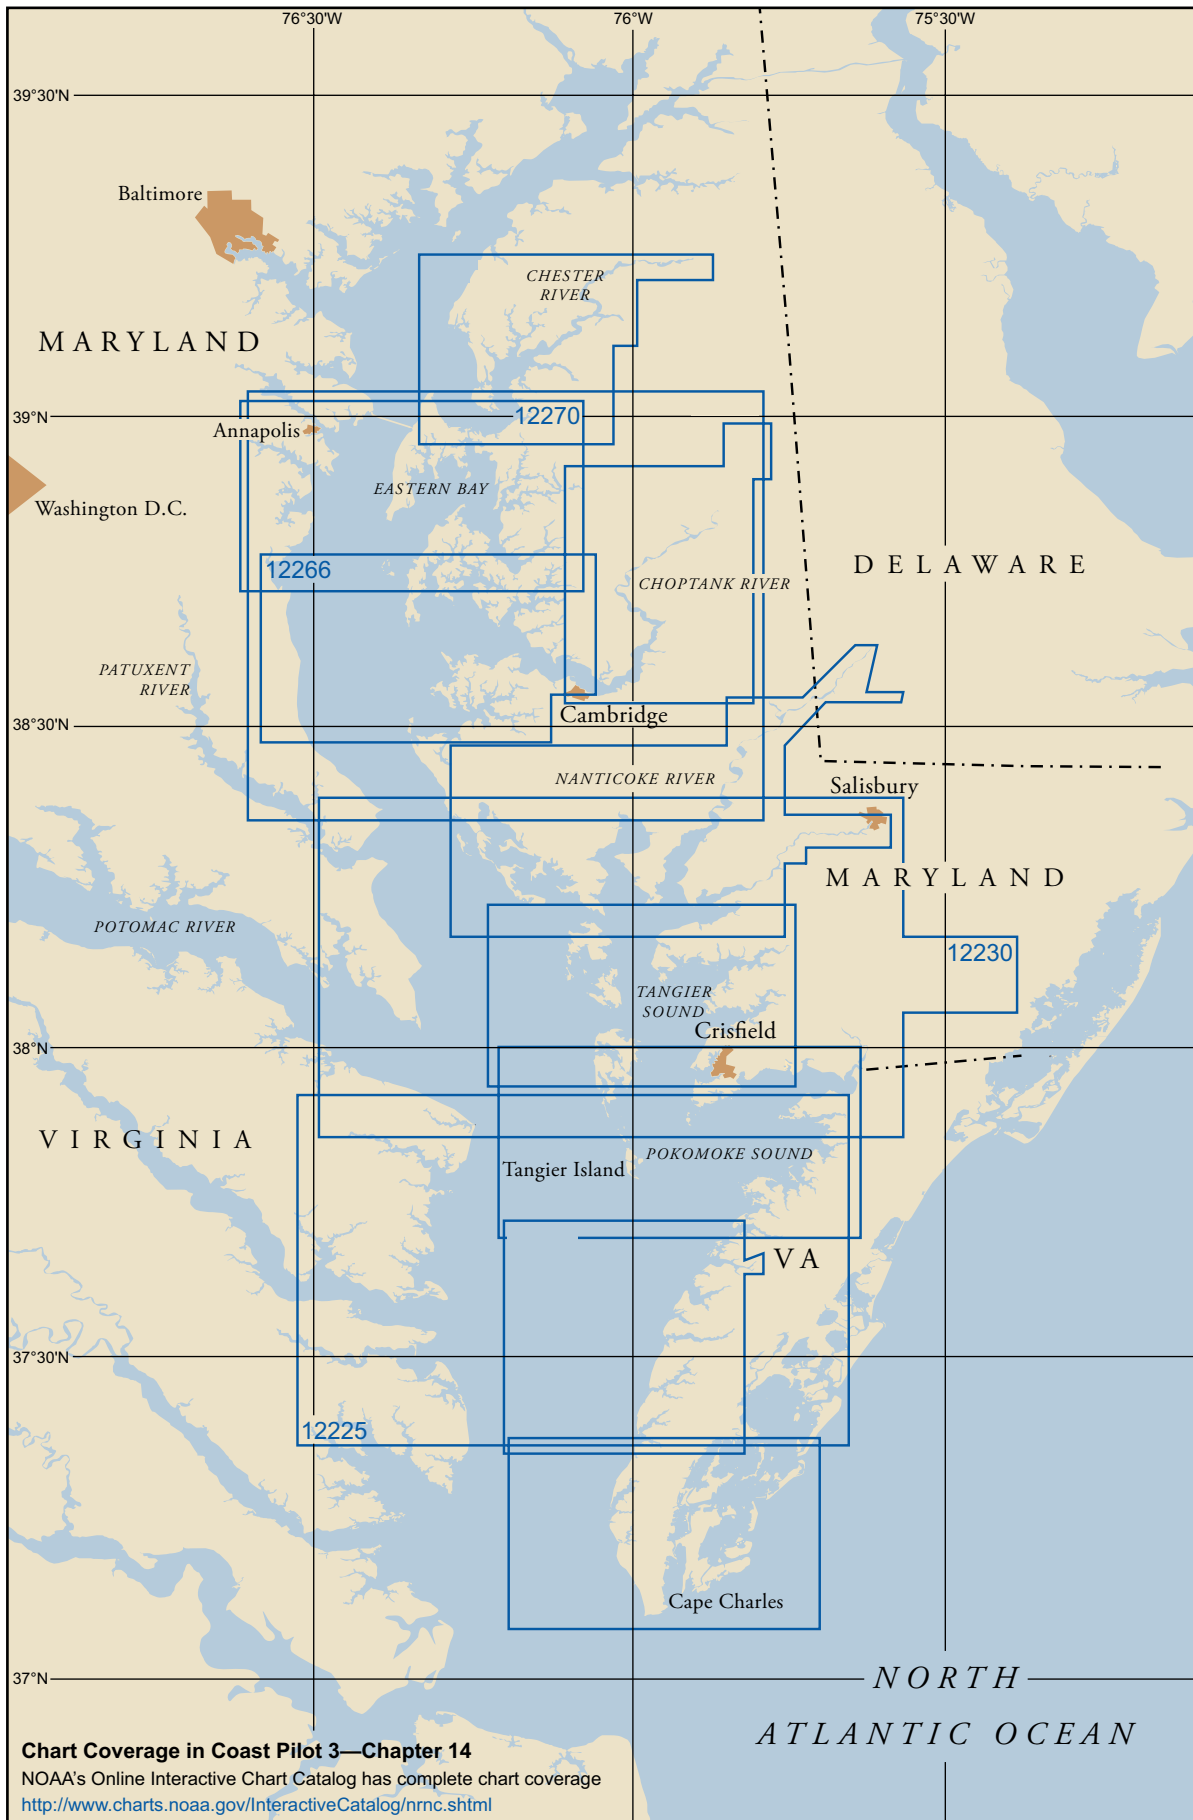 76°30'W
76°W
75°30'W
39°30'N
Baltimore
CHESTER
RIVER
MARYLAND
39°N
12270
Annapolis
EASTERN BAY
Washington D.C.
DELAWARE
12266
CHOPTANK RIVER
PATUXENT
RIVER
Cambridge
38°30'N
NANTICOKE RIVER
Salisbury
MARYLAND
POTOMAC RIVER
12230
TANGIER
SOUND
Crisfield
38°N
VIRGINIA
POKOMOKE SOUND
Tangier Island
VA
37°30'N
12225
Cape Charles
37°N
NORTH
ATLANTIC OCEAN
Chart Coverage in Coast Pilot 3—Chapter 14
NOAA's Online Interactive Chart Catalog has complete chart coverage
http://www.charts.noaa.gov/InteractiveCatalog/nrnc.shtml